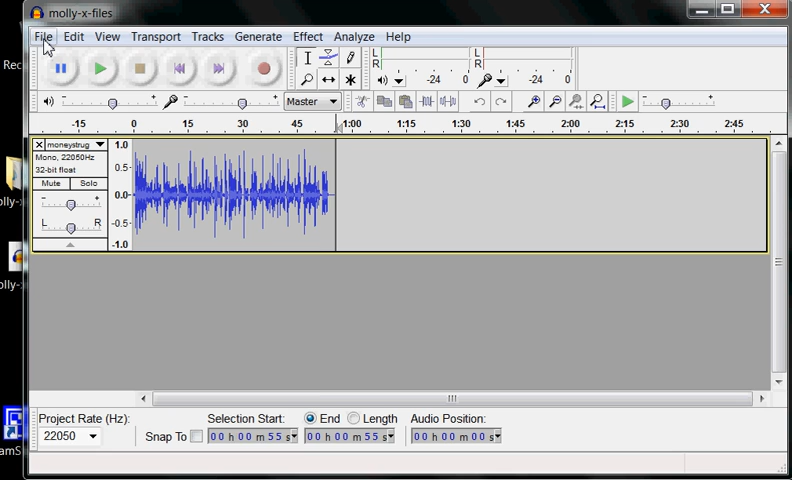 molly-x-files
File Edit View Transport Tracks Generate Effect Analyze Help
Rec
L
R
-24 0
L
R
-24 0
Master
-15 0 15 30 45 1:00 1:15 1:30 1:45 2:00 2:15 2:30 2:45
moneystrug
Mono, 22050Hz
32-bit float
Mute Solo
- +
L R
1.0
0.5-
0.0-
-0.5-
-1.0
olly-x
olly-x
amS
Project Rate (Hz):
22050
Snap To
Selection Start:
End
Length
Audio Position:
00 h 00 m 55 s
00 h 00 m 55 s
00 h 00 m 00 s